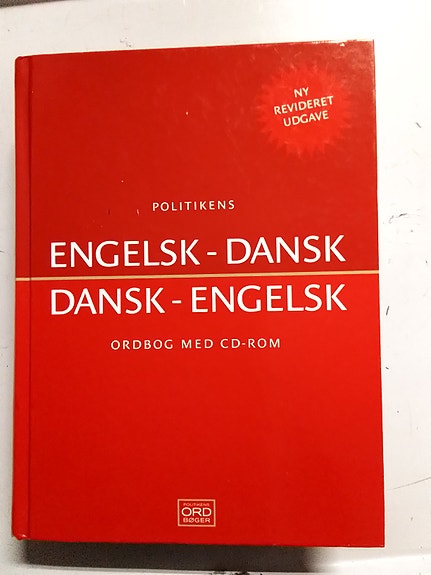 NY
REVIDERET
UDGAVE
POLITIKENS
ENGELSK - DANSK
DANSK - ENGELSK
ORDBOG MED CD-ROM
POLITIKENS
ORD
BØGER